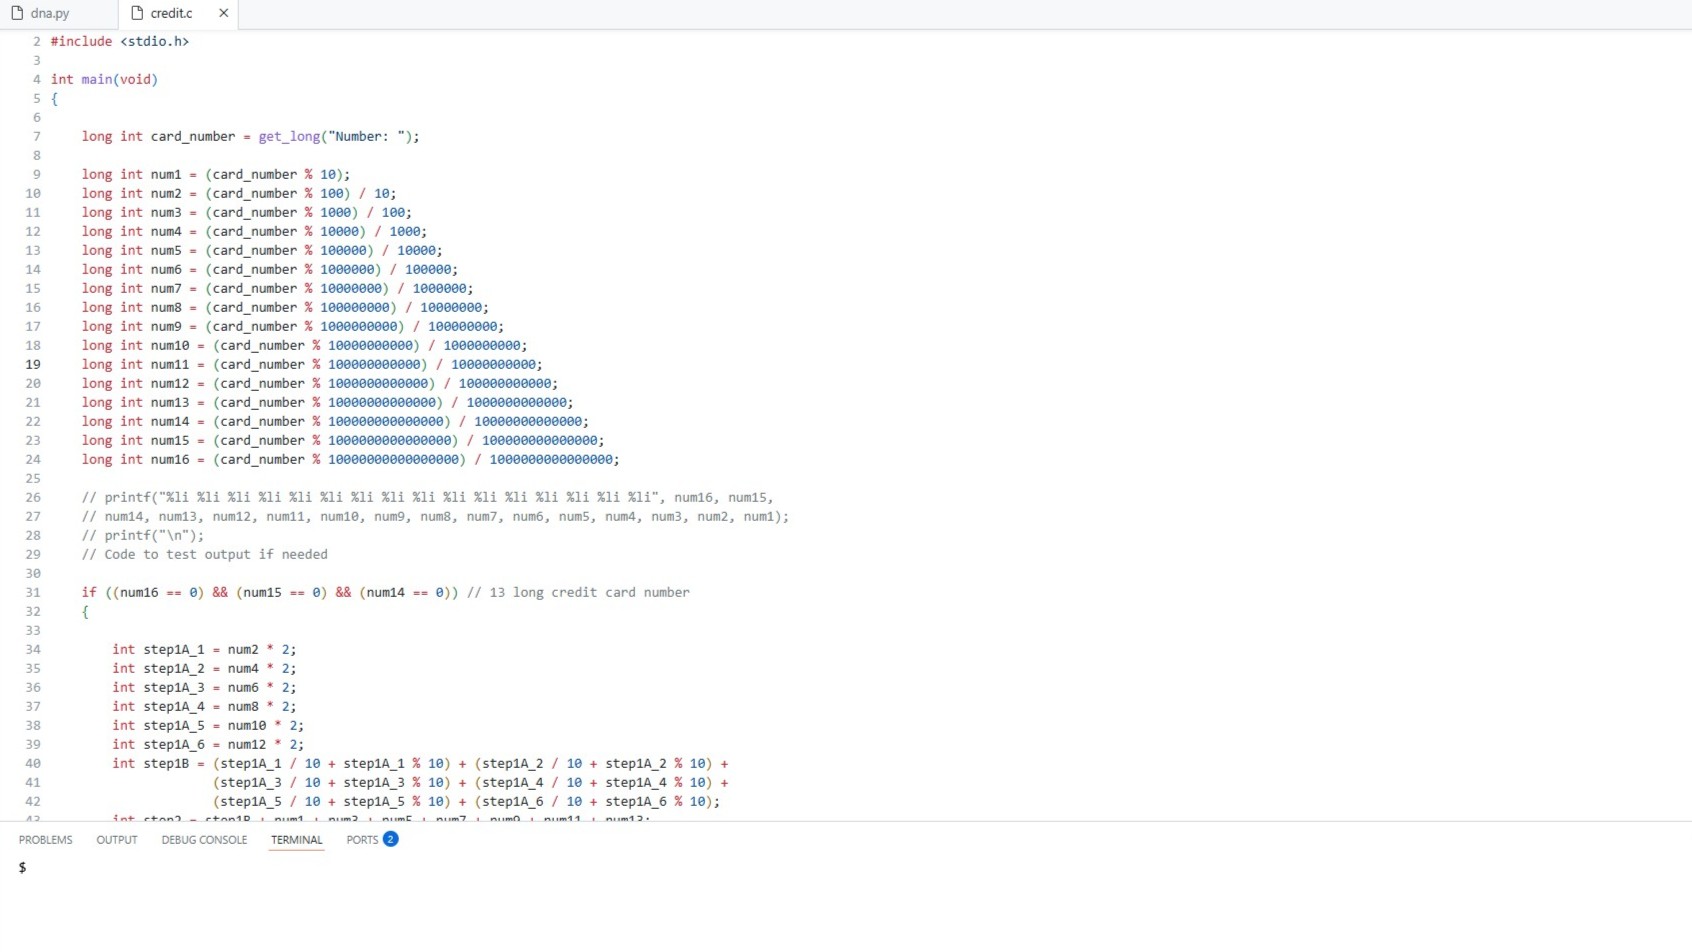 dna.py
credit.c
2 #include <stdio.h>
3
4 int main(void)
5 {
6
7 long int card_number = get_long("Number: ");
8
9 long int num1 = (card_number % 10);
10 long int num2 = (card_number % 100) / 10;
11 long int num3 = (card_number % 1000) / 100;
12 long int num4 = (card_number % 10000) / 1000;
13 long int num5 = (card_number % 100000) / 10000;
14 long int num6 = (card_number % 1000000) / 100000;
15 long int num7 = (card_number % 10000000) / 1000000;
16 long int num8 = (card_number % 100000000) / 10000000;
17 long int num9 = (card_number % 1000000000) / 100000000;
18 long int num10 = (card_number % 10000000000) / 1000000000;
19 long int num11 = (card_number % 100000000000) / 10000000000;
20 long int num12 = (card_number % 1000000000000) / 100000000000;
21 long int num13 = (card_number % 10000000000000) / 1000000000000;
22 long int num14 = (card_number % 100000000000000) / 10000000000000;
23 long int num15 = (card_number % 1000000000000000) / 100000000000000;
24 long int num16 = (card_number % 10000000000000000) / 1000000000000000;
25
26 // printf("%li %li %li %li %li %li %li %li %li %li %li %li %li %li %li %li", num16, num15,
27 // num14, num13, num12, num11, num10, num9, num8, num7, num6, num5, num4, num3, num2, num1);
28 // printf("\n");
29 // Code to test output if needed
30
31 if ((num16 == 0) && (num15 == 0) && (num14 == 0)) // 13 long credit card number
32 {
33
34 int step1A_1 = num2 * 2;
35 int step1A_2 = num4 * 2;
36 int step1A_3 = num6 * 2;
37 int step1A_4 = num8 * 2;
38 int step1A_5 = num10 * 2;
39 int step1A_6 = num12 * 2;
40 int step1B = (step1A_1 / 10 + step1A_1 % 10) + (step1A_2 / 10 + step1A_2 % 10) +
41 (step1A_3 / 10 + step1A_3 % 10) + (step1A_4 / 10 + step1A_4 % 10) +
42 (step1A_5 / 10 + step1A_5 % 10) + (step1A_6 / 10 + step1A_6 % 10);
43 int step2 = step1B + num1 + num3 + num5 + num7 + num9 + num11 + num13;
PROBLEMS OUTPUT DEBUG CONSOLE TERMINAL PORTS 2
$